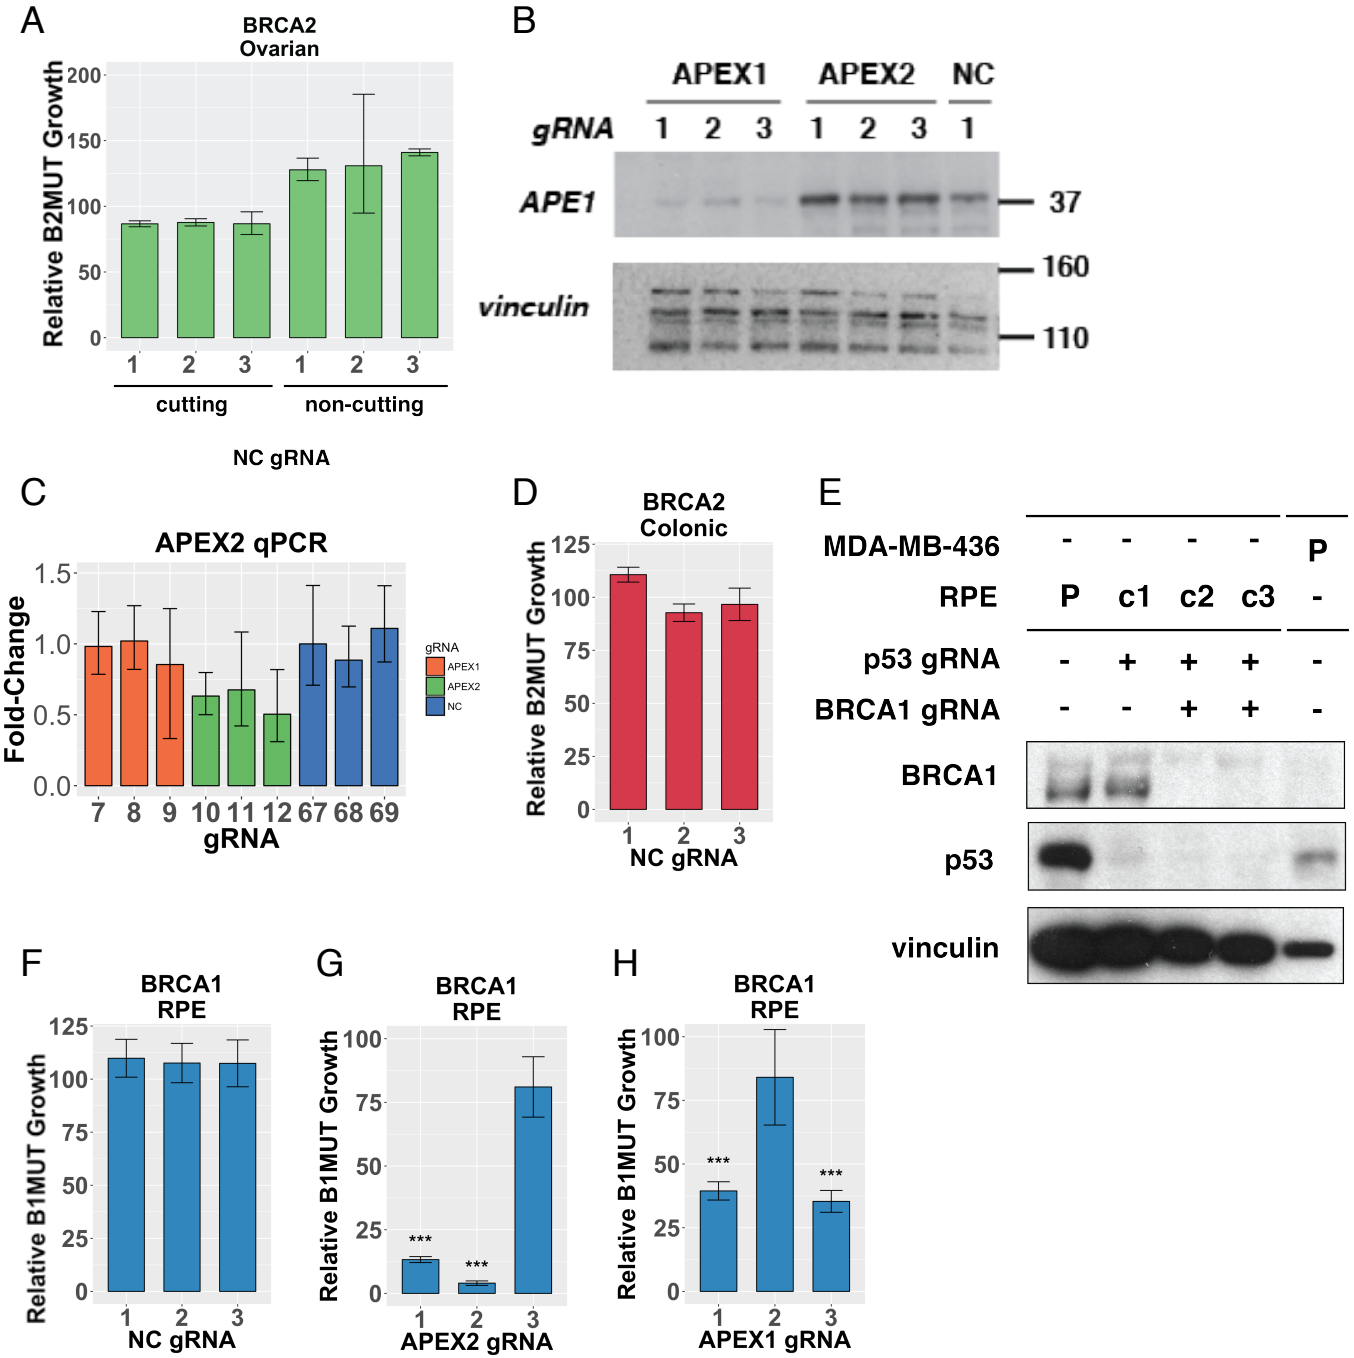 A
BRCA2
Ovarian
Relative B2MUT Growth
200
150
100
50
0
1 2 3 1 2 3
cutting non-cutting
NC gRNA
B
APEX1 APEX2 NC
gRNA 1 2 3 1 2 3 1
APE1 37
160
vinculin
110
C
APEX2 qPCR
Fold-Change
1.5
1.0
0.5
0.0
7 8 9 10 11 12 67 68 69
gRNA
gRNA
APEX1
APEX2
NC
D
BRCA2
Colonic
Relative B2MUT Growth
125
100
75
50
25
0
1 2 3
NC gRNA
E
MDA-MB-436 - - - - P
RPE P c1 c2 c3 -
p53 gRNA - + + + -
BRCA1 gRNA - - + + -
BRCA1
p53
vinculin
F
BRCA1
RPE
Relative B1MUT Growth
125
100
75
50
25
0
1 2 3
NC gRNA
G
BRCA1
RPE
Relative B1MUT Growth
100
75
50
25
0
*** ***
1 2 3
APEX2 gRNA
H
BRCA1
RPE
Relative B1MUT Growth
100
75
50
25
0
*** ***
1 2 3
APEX1 gRNA